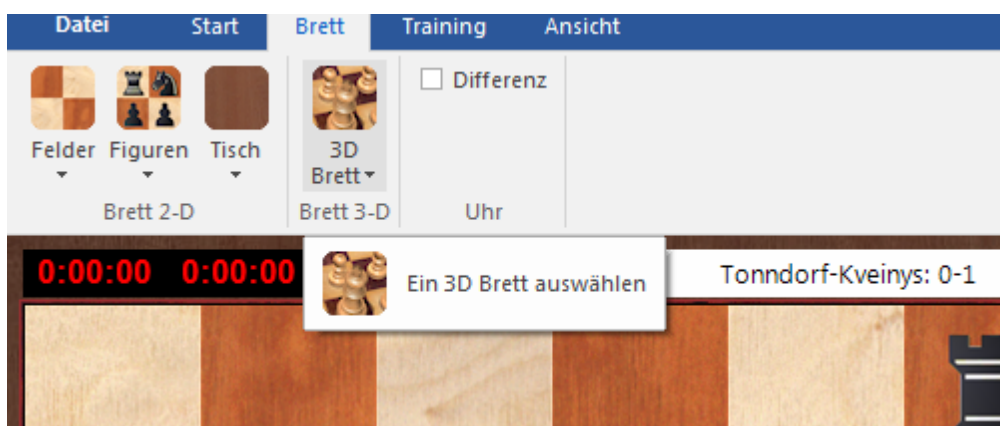 Datei Start Brett Training Ansicht
Differenz
Felder Figuren Tisch 3D Brett
Brett 2-D Brett 3-D Uhr
0:00:00 0:00:00 Ein 3D Brett auswählen Tonndorf-Kveinys: 0-1